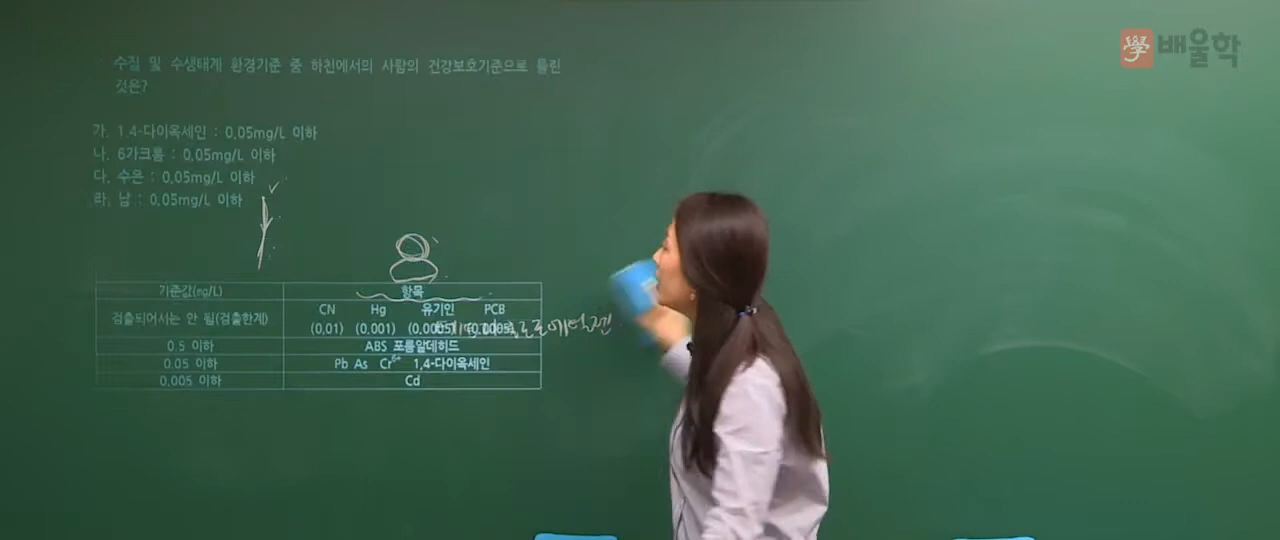 學 배울학
수질 및 수생태계 환경기준 중 하천에서의 사람의 건강보호기준으로 틀린
것은?
가. 1,4-다이옥세인 : 0.05mg/L 이하
나. 6가크롬 : 0.05mg/L 이하
다. 수은 : 0.05mg/L 이하
라. 납 : 0.05mg/L 이하
기준값(mg/L) 항목
검출되어서는 안 됨(검출한계) CN Hg 유기인 PCB
(0.01) (0.001) (0.0005) (0.0005)
0.5 이하 ABS 포름알데히드
0.05 이하 Pb As Cr6+ 1,4-다이옥세인
0.005 이하 Cd